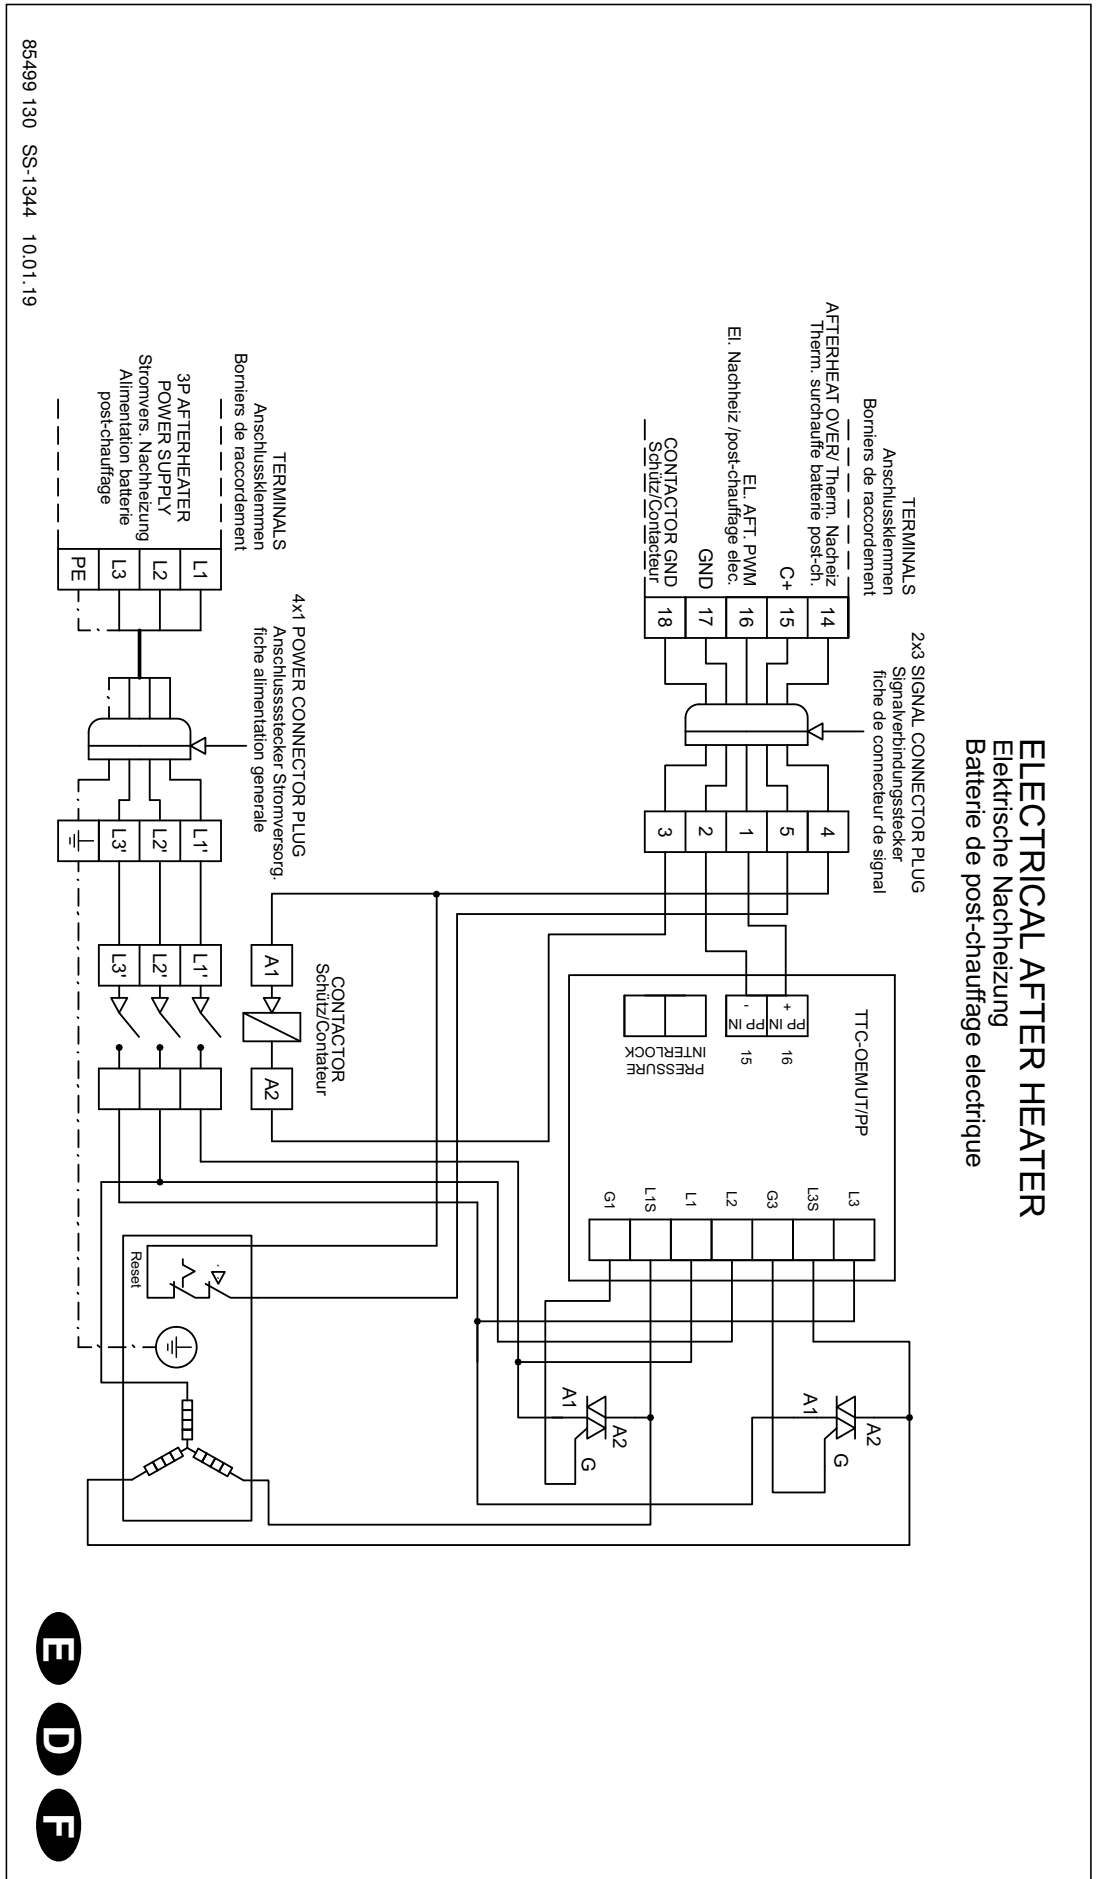 ELECTRICAL AFTER HEATER
Elektrische Nachheizung
Batterie de post-chauffage electrique
TERMINALS
Anschlussklemmen
Borniers de raccordement
2x3 SIGNAL CONNECTOR PLUG
Signalverbindungsstecker
fiche de connecteur de signal
AFTERHEAT OVER/ Therm. Nacheiz
Therm. surchauffe batterie post-ch.
C+
EL. AFT. PWM
El. Nachheiz /post-chauffage elec.
GND
CONTACTOR GND
Schütz/Contacteur
14
15
16
17
18
4
5
1
2
3
TTC-OEMUT/PP
+
PP IN
-
PP IN
16
15
PRESSURE
INTERLOCK
L3
L3S
G3
L2
L1
L1S
G1
A1
A2
G
A1
A2
G
TERMINALS
Anschlussklemmen
Borniers de raccordement
3P AFTERHEATER
POWER SUPPLY
Stromvers. Nachheizung
Alimentation batterie
post-chauffage
L1
L2
L3
PE
4x1 POWER CONNECTOR PLUG
Anschlusssstecker Stromversorg.
fiche alimentation generale
L1'
L2'
L3'
CONTACTOR
Schütz/Contateur
A1
A2
L1'
L2'
L3'
Reset
85499 130 SS-1344 10.01.19
E D F